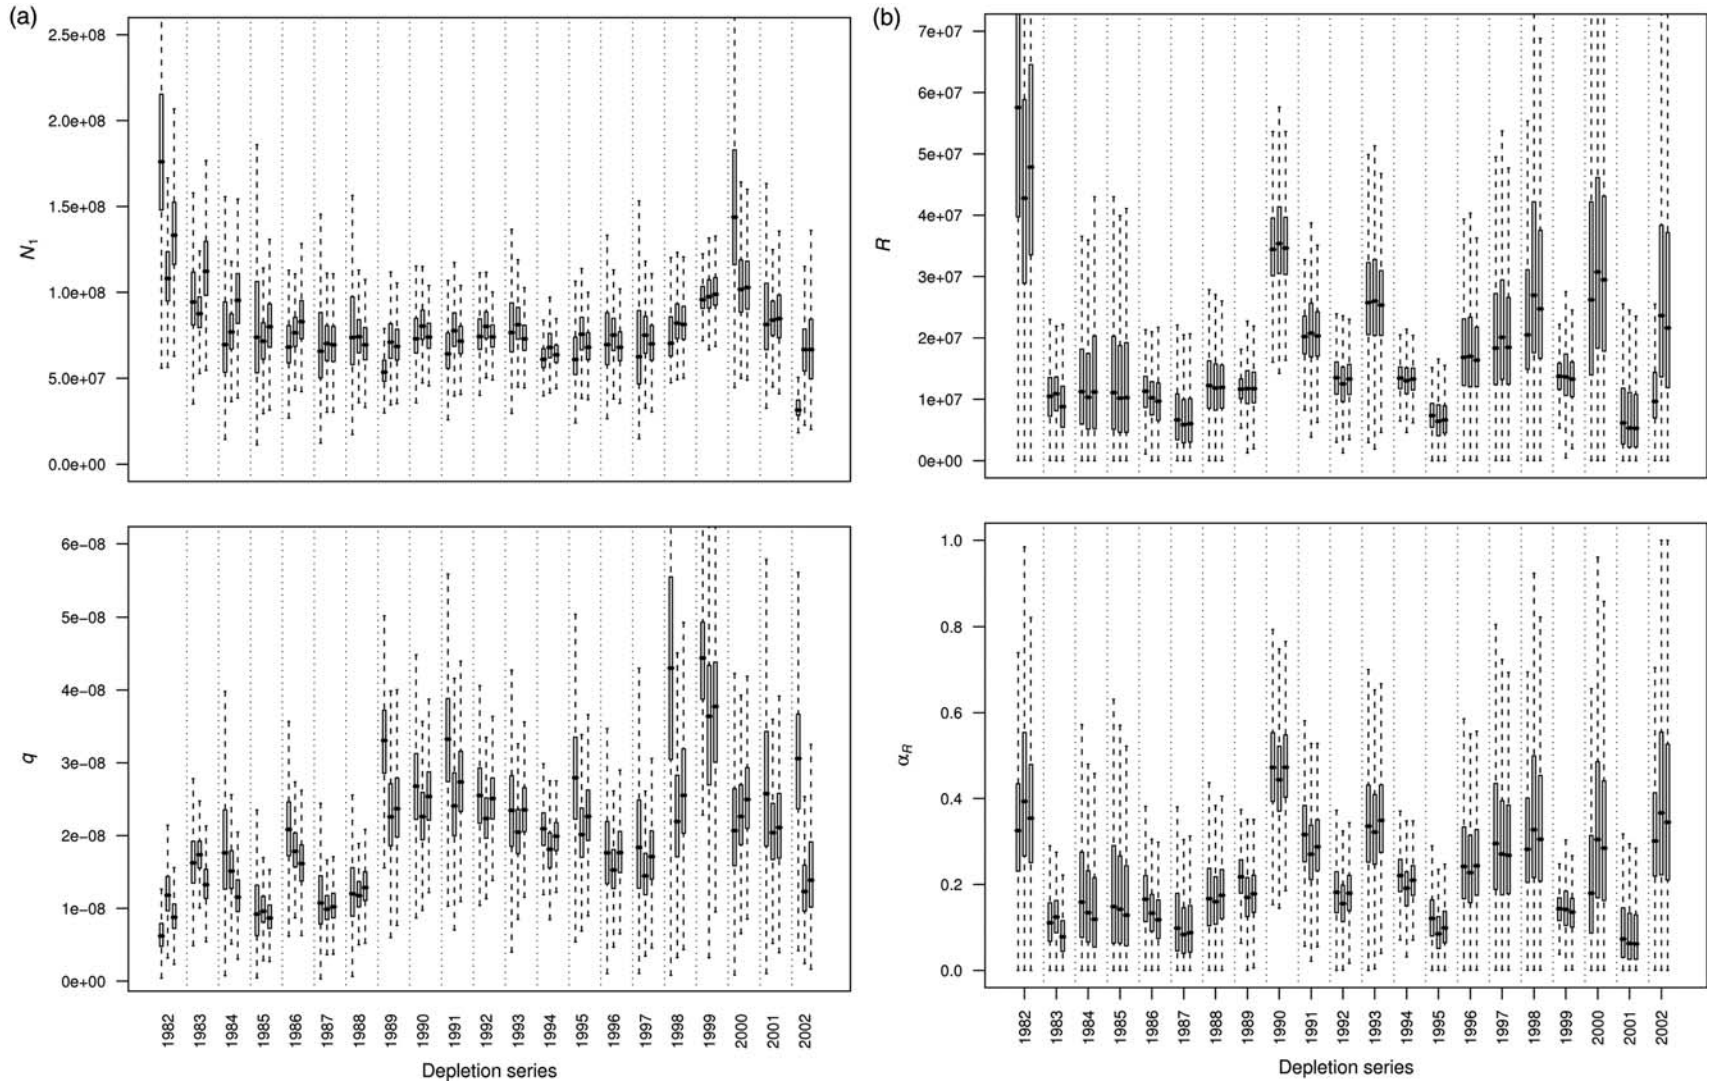 (a)
2.5e+08
2.0e+08
1.5e+08
1.0e+08
5.0e+07
0.0e+00
N1
6e−08
5e−08
4e−08
3e−08
2e−08
1e−08
0e+00
q
1982 1983 1984 1985 1986 1987 1988 1989 1990 1991 1992 1993 1994 1995 1996 1997 1998 1999 2000 2001 2002
Depletion series
(b)
7e+07
6e+07
5e+07
4e+07
3e+07
2e+07
1e+07
0e+00
R
1.0
0.8
0.6
0.4
0.2
0.0
αR
1982 1983 1984 1985 1986 1987 1988 1989 1990 1991 1992 1993 1994 1995 1996 1997 1998 1999 2000 2001 2002
Depletion series